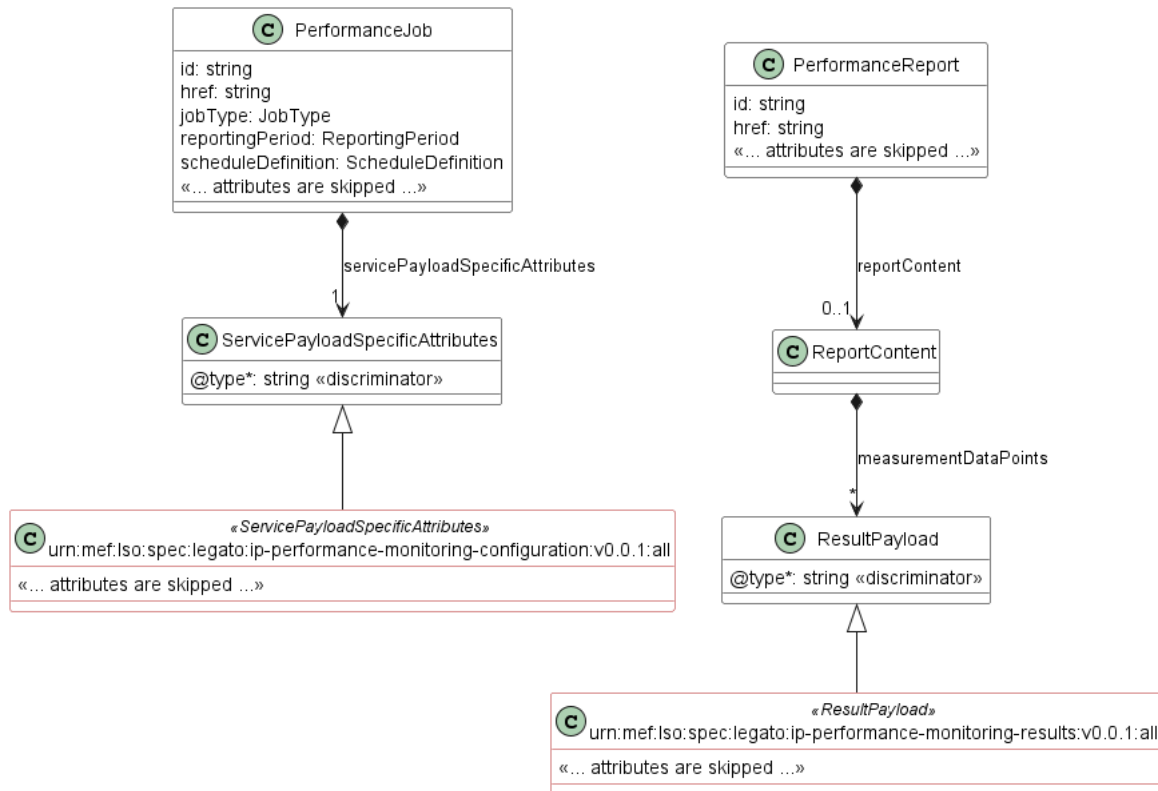 C PerformanceJob
id: string
href: string
jobType: JobType
reportingPeriod: ReportingPeriod
scheduleDefinition: ScheduleDefinition
«... attributes are skipped ...»
servicePayloadSpecificAttributes
1
C ServicePayloadSpecificAttributes
@type*: string «discriminator»
«ServicePayloadSpecificAttributes»
C urn:mef:lso:spec:legato:ip-performance-monitoring-configuration:v0.0.1:all
«... attributes are skipped ...»
C PerformanceReport
id: string
href: string
«... attributes are skipped ...»
reportContent
0..1
C ReportContent
measurementDataPoints
*
C ResultPayload
@type*: string «discriminator»
«ResultPayload»
C urn:mef:lso:spec:legato:ip-performance-monitoring-results:v0.0.1:all
«... attributes are skipped ...»